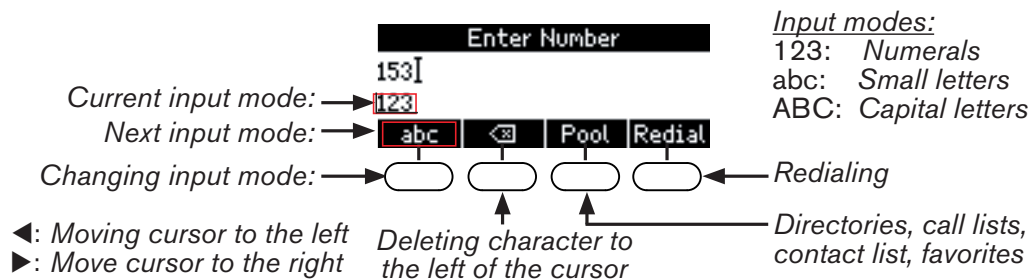 Enter Number
153
123
abc ⌫ Pool Redial
Current input mode:
Next input mode:
Changing input mode:
◀: Moving cursor to the left
▶: Move cursor to the right
Deleting character to
the left of the cursor
Input modes:
123: Numerals
abc: Small letters
ABC: Capital letters
Redialing
Directories, call lists,
contact list, favorites